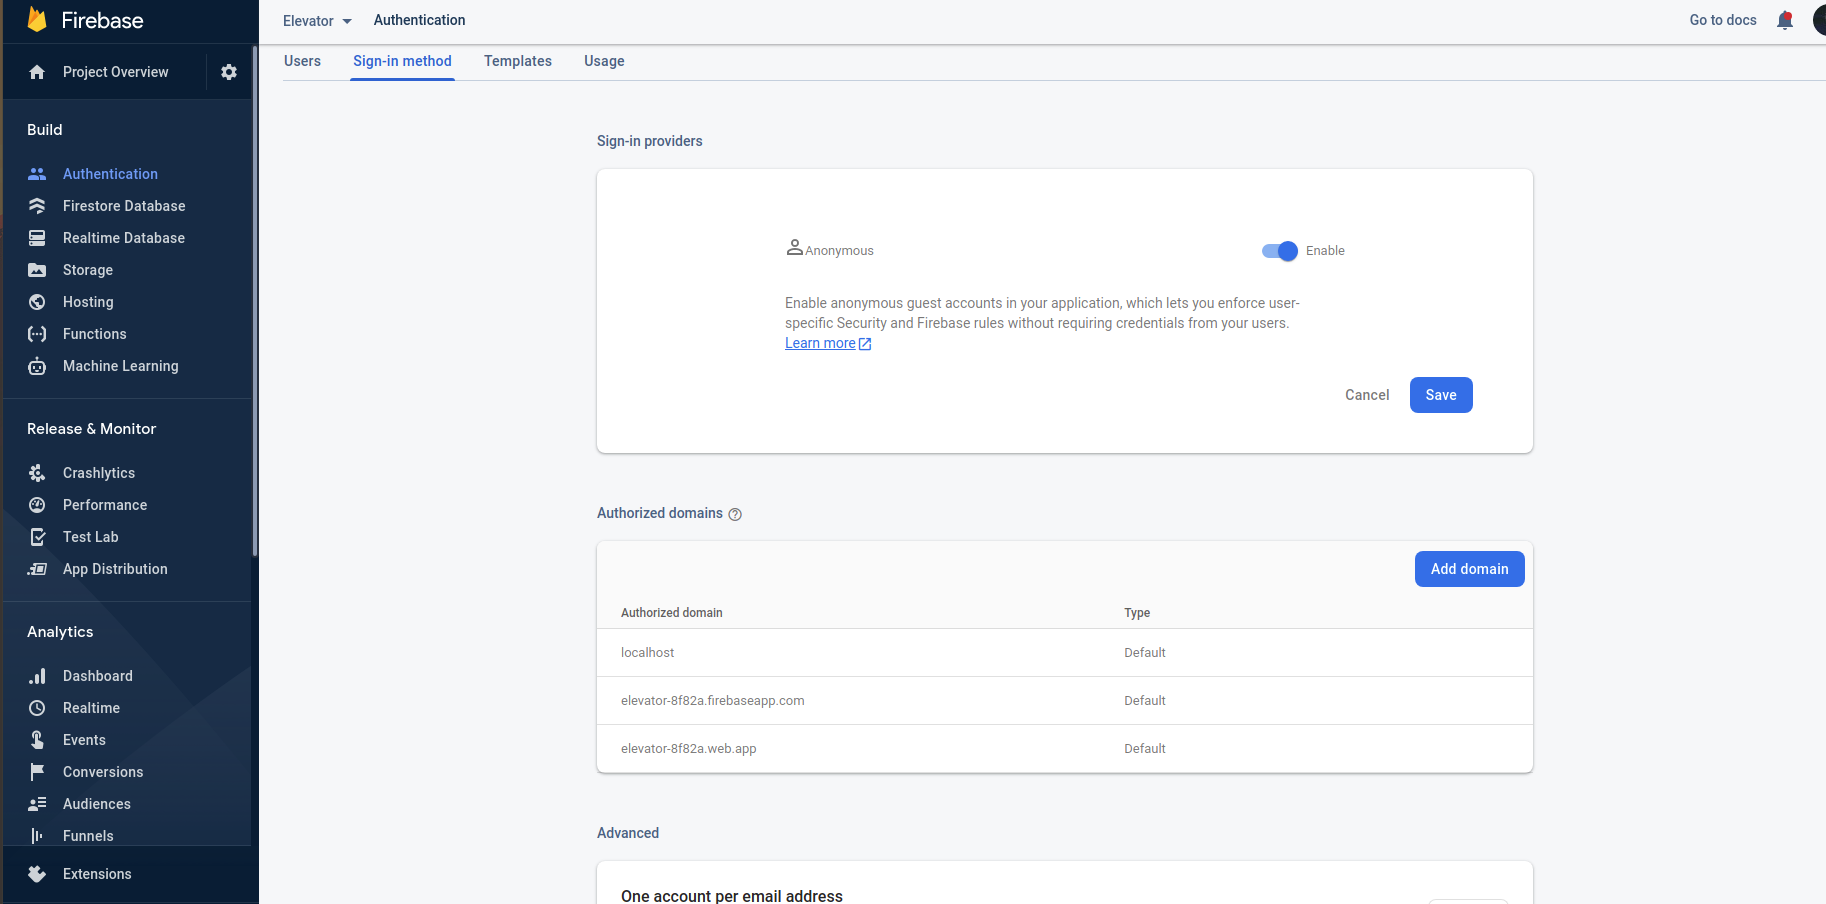 Firebase
Project Overview
Build
Authentication
Firestore Database
Realtime Database
Storage
Hosting
Functions
Machine Learning
Release & Monitor
Crashlytics
Performance
Test Lab
App Distribution
Analytics
Dashboard
Realtime
Events
Conversions
Audiences
Funnels
Extensions
Elevator Authentication Go to docs
Users Sign-in method Templates Usage
Sign-in providers
Anonymous Enable
Enable anonymous guest accounts in your application, which lets you enforce user-
specific Security and Firebase rules without requiring credentials from your users.
Learn more
Cancel Save
Authorized domains
Add domain
Authorized domain Type
localhost Default
elevator-8f82a.firebaseapp.com Default
elevator-8f82a.web.app Default
Advanced
One account per email address